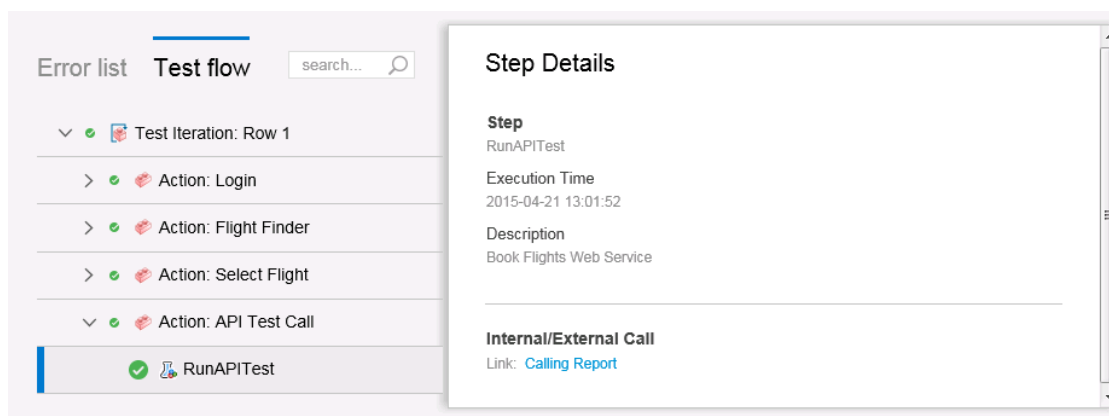 Error list Test flow search...
Test Iteration: Row 1
Action: Login
Action: Flight Finder
Action: Select Flight
Action: API Test Call
RunAPITest
Step Details
Step
RunAPITest
Execution Time
2015-04-21 13:01:52
Description
Book Flights Web Service
Internal/External Call
Link: Calling Report